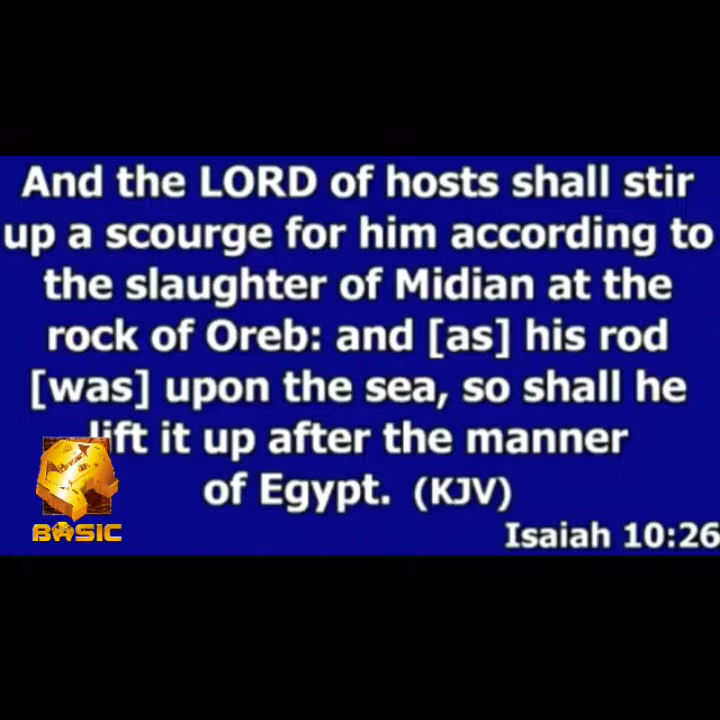 And the LORD of hosts shall stir
up a scourge for him according to
the slaughter of Midian at the
rock of Oreb: and [as] his rod
[was] upon the sea, so shall he
lift it up after the manner
of Egypt. (KJV)
Isaiah 10:26
BASIC